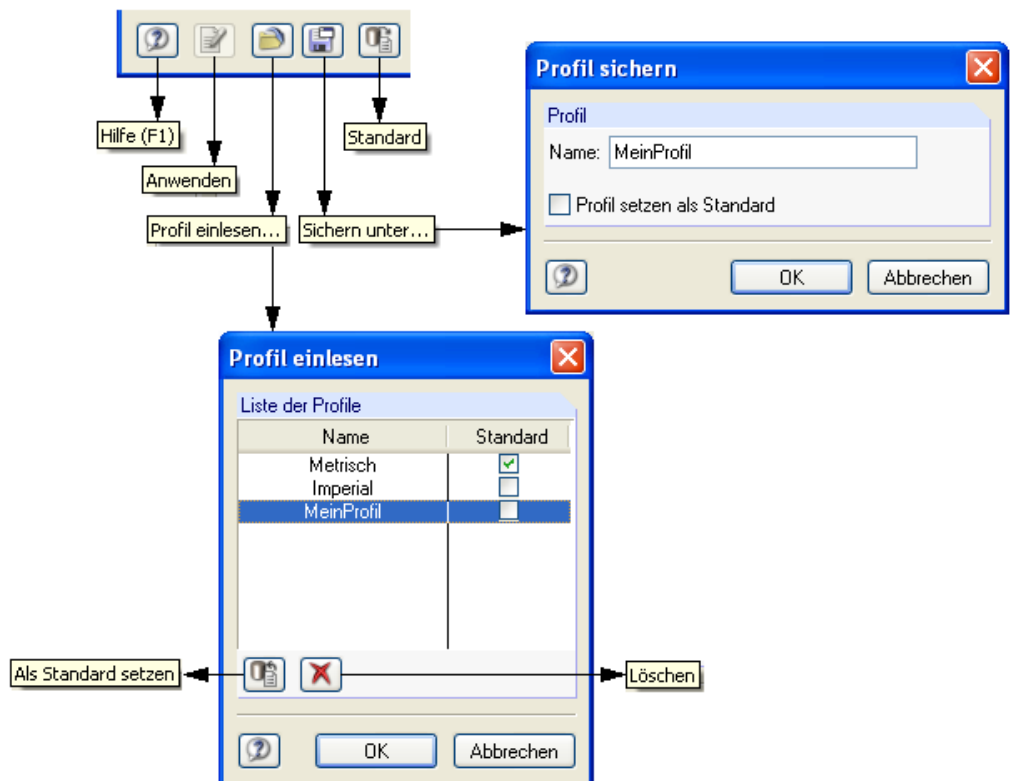 Hilfe (F1)
Anwenden
Profil einlesen...
Sichern unter...
Standard
Profil sichern
Profil
Name: MeinProfil
Profil setzen als Standard
OK Abbrechen
Profil einlesen
Liste der Profile
Name Standard
Metrisch
Imperial
MeinProfil
Als Standard setzen
Löschen
OK Abbrechen